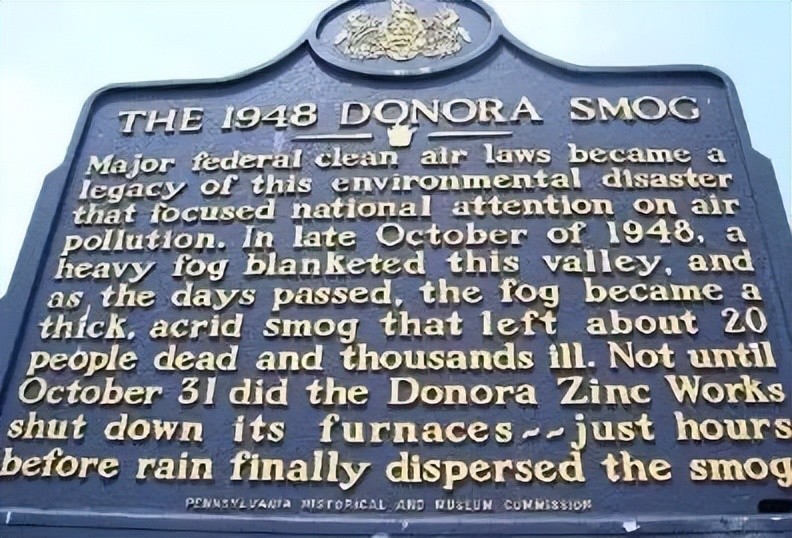 THE 1948 DONORA SMOG
Major federal clean air laws became a
legacy of this environmental disaster
that focused national attention on air
pollution. In late October of 1948, a
heavy fog blanketed this valley, and
as the days passed, the fog became a
thick, acrid smog that left about 20
people dead and thousands ill. Not until
October 31 did the Donora Zinc Works
shut down its furnaces--just hours
before rain finally dispersed the smog
PENNSYLVANIA HISTORICAL AND MUSEUM COMMISSION